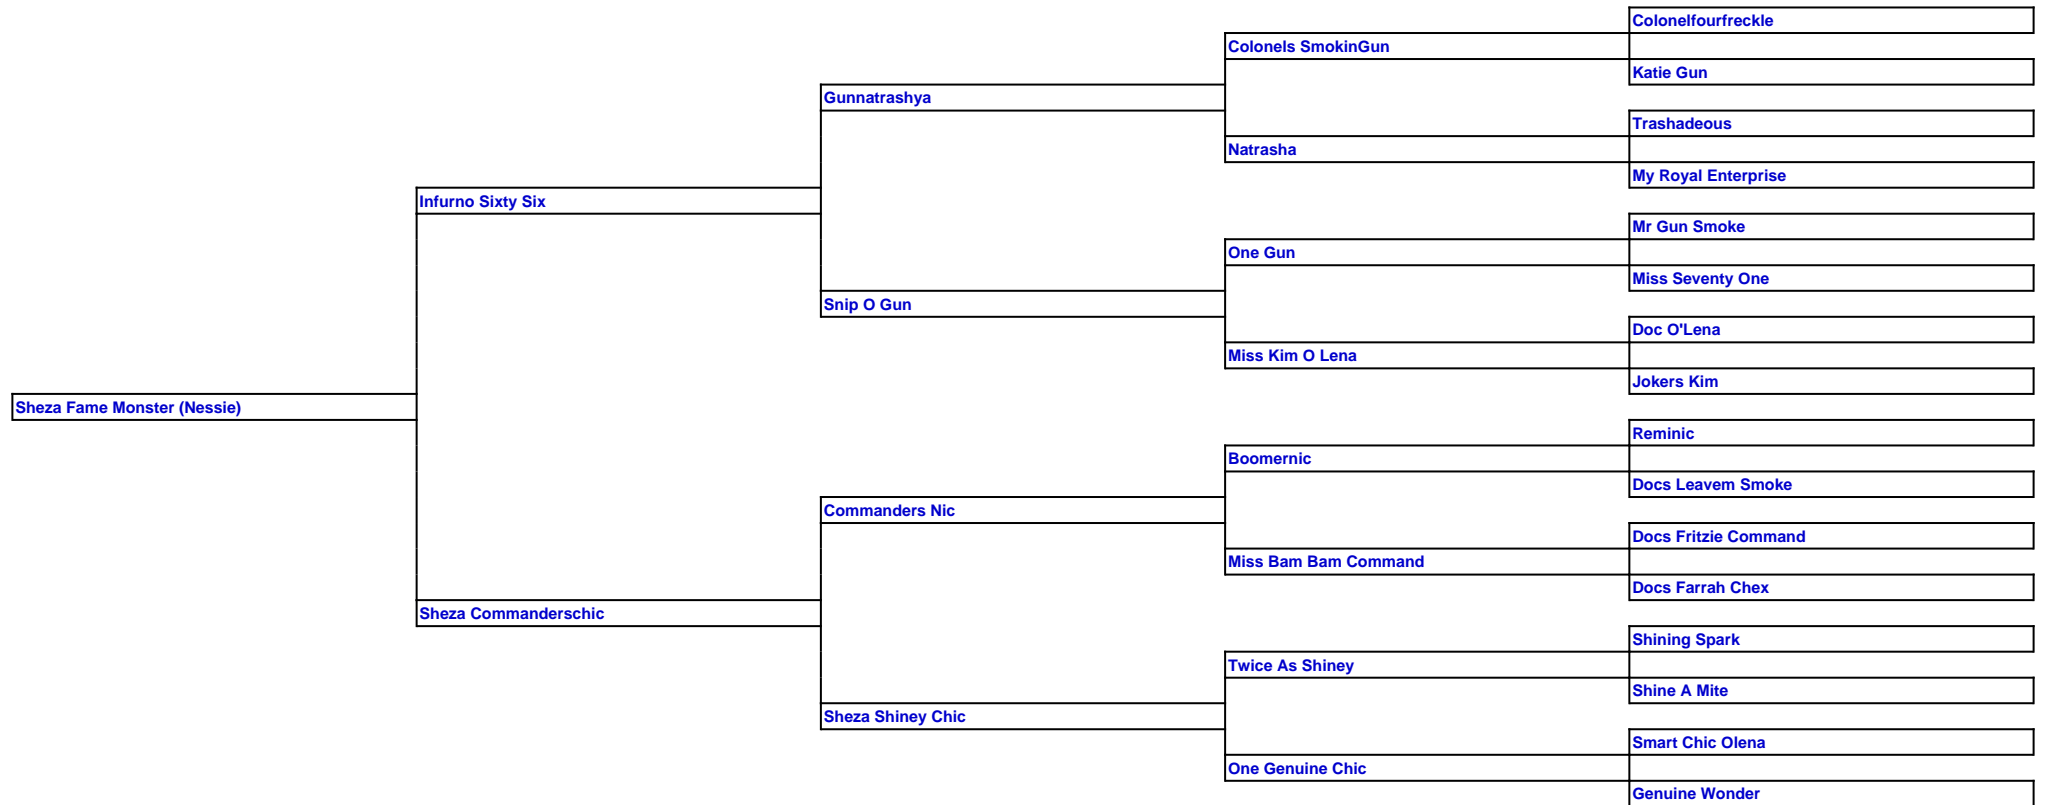 Colonelfourfreckle
Colonels SmokinGun
Katie Gun
Gunnatrashya
Trashadeous
Natrasha
My Royal Enterprise
Infurno Sixty Six
Mr Gun Smoke
One Gun
Miss Seventy One
Snip O Gun
Doc O'Lena
Miss Kim O Lena
Jokers Kim
Sheza Fame Monster (Nessie)
Reminic
Boomernic
Docs Leavem Smoke
Commanders Nic
Docs Fritzie Command
Miss Bam Bam Command
Docs Farrah Chex
Sheza Commanderschic
Shining Spark
Twice As Shiney
Shine A Mite
Sheza Shiney Chic
Smart Chic Olena
One Genuine Chic
Genuine Wonder